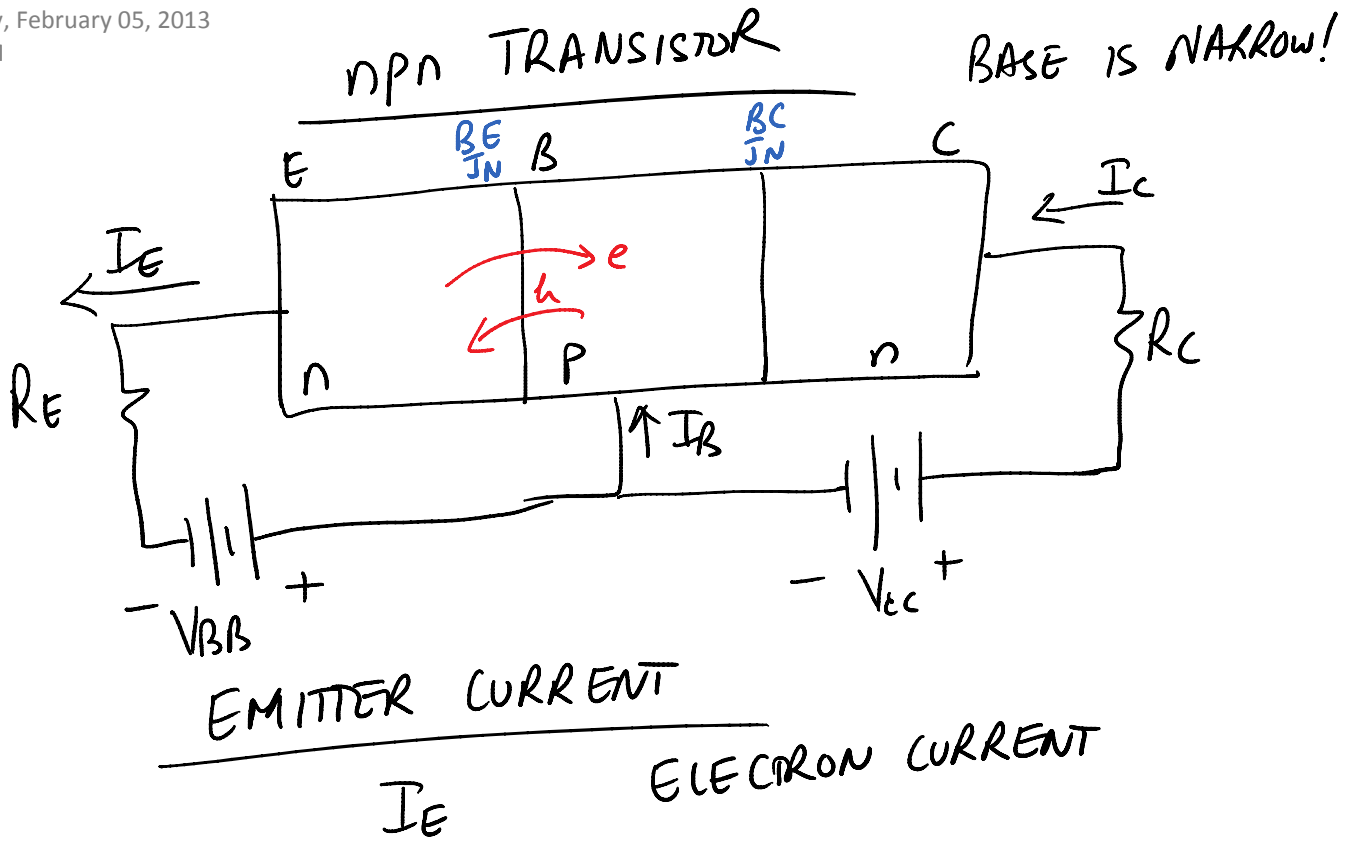 , February 05, 2013
npn TRANSISTOR
BASE IS NARROW!
BE JN
BC JN
E
B
C
IC
IE
e
h
n
P
n
RE
RC
IB
- VBB +
- VCC +
EMITTER CURRENT
IE
ELECTRON CURRENT